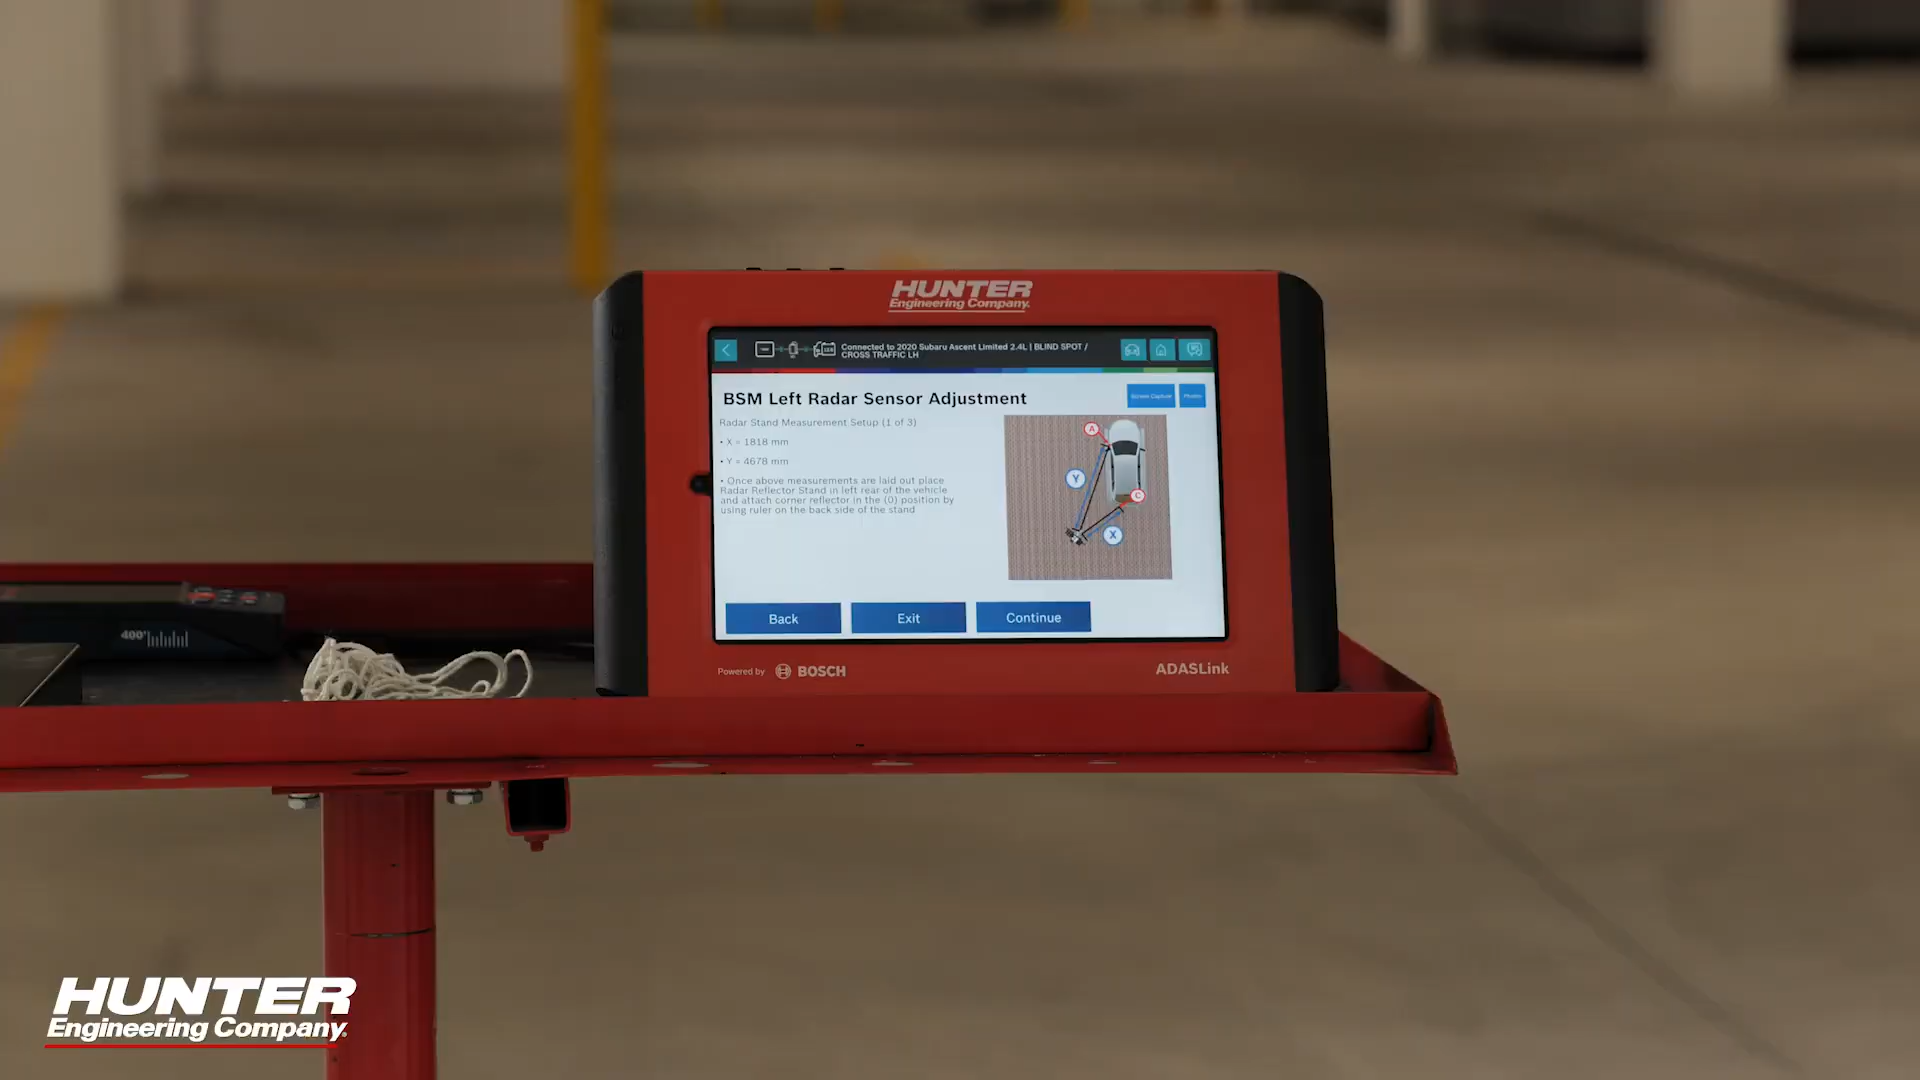 HUNTER
Engineering Company.
Connected to 2020 Subaru Ascent Limited 2.4L | BLIND SPOT /
CROSS TRAFFIC LH
BSM Left Radar Sensor Adjustment
Screen Capture
Photos
Radar Stand Measurement Setup (1 of 3)
• X = 1818 mm
• Y = 4678 mm
• Once above measurements are laid out place
Radar Reflector Stand in left rear of the vehicle
and attach corner reflector in the (0) position by
using ruler on the back side of the stand
A
Y
C
X
Back
Exit
Continue
Powered by BOSCH
ADASLink
400'
HUNTER
Engineering Company.